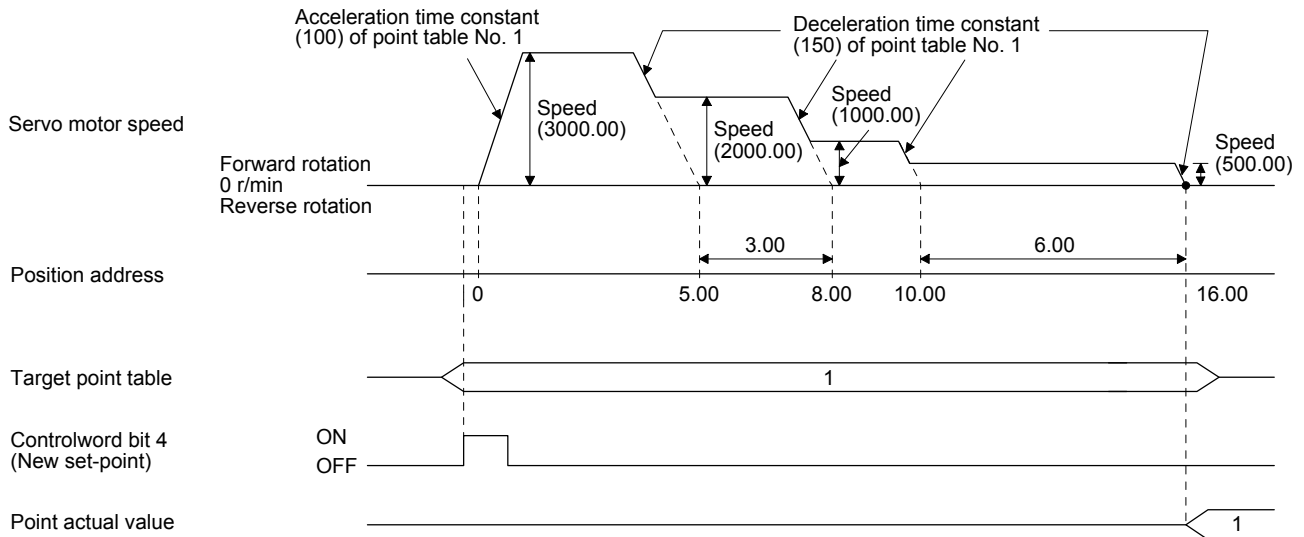 Acceleration time constant
(100) of point table No. 1
Deceleration time constant
(150) of point table No. 1
Servo motor speed
Speed
(3000.00)
Speed
(2000.00)
Speed
(1000.00)
Speed
(500.00)
Forward rotation
0 r/min
Reverse rotation
3.00
6.00
Position address
0
5.00
8.00
10.00
16.00
Target point table
1
Controlword bit 4
(New set-point)
ON
OFF
Point actual value
1